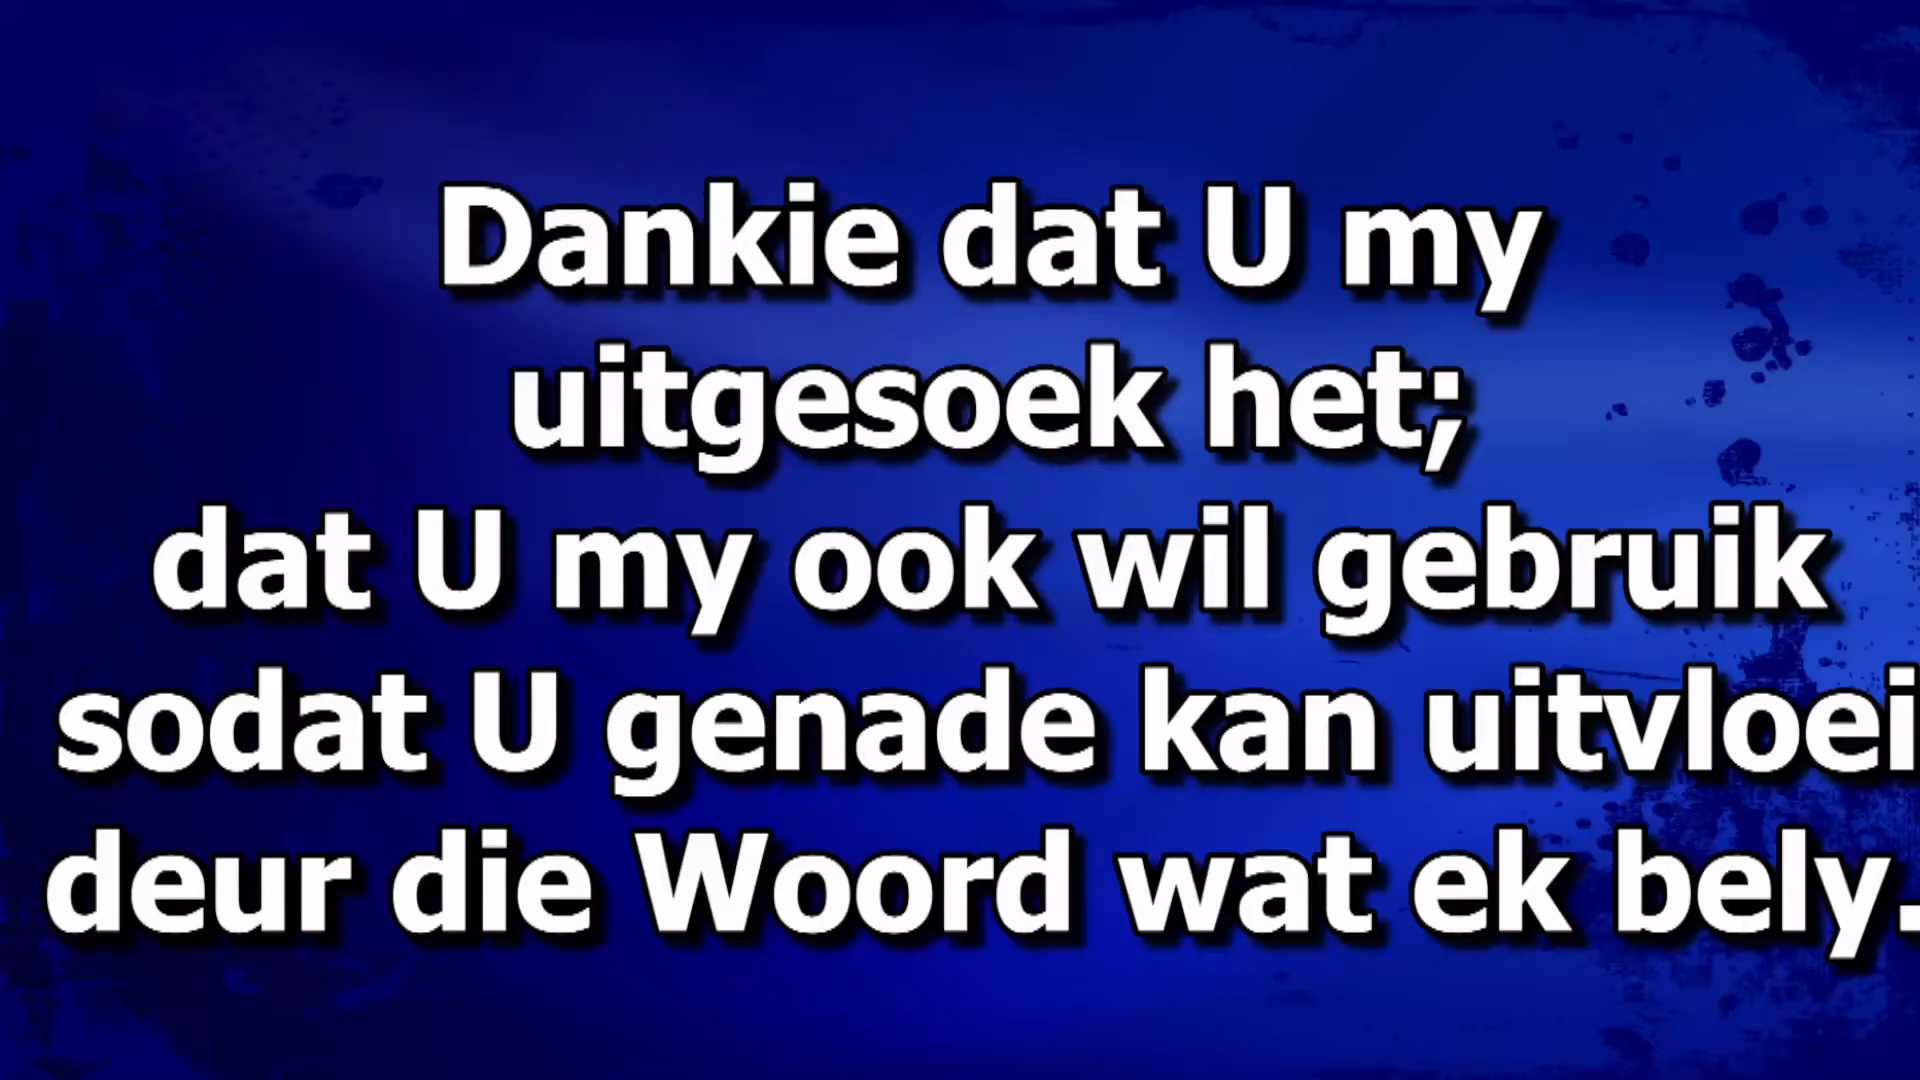 Dankie dat U my
uitgesoek het;
dat U my ook wil gebruik
sodat U genade kan uitvloei
deur die Woord wat ek bely.